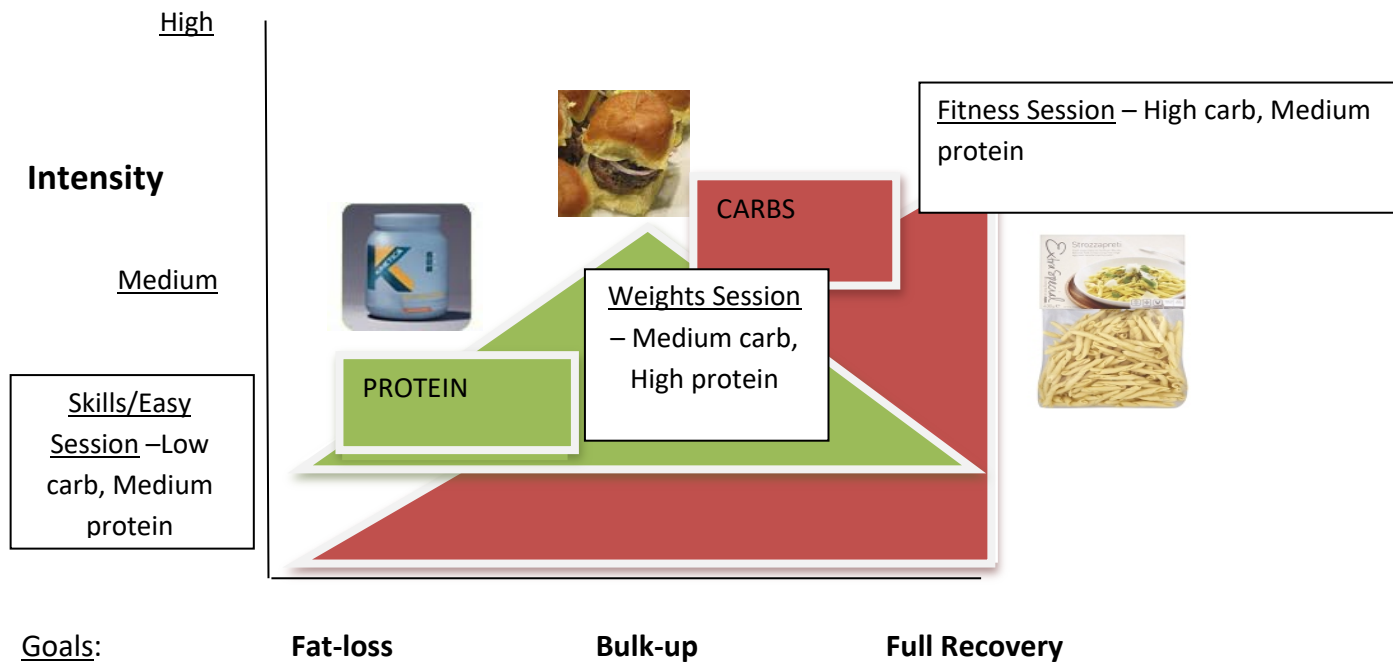 High
Fitness Session – High carb, Medium
protein
Intensity
CARBS
Strozzapreti
Medium
Weights Session
– Medium carb,
High protein
PROTEIN
Skills/Easy
Session –Low
carb, Medium
protein
Goals:
Fat-loss
Bulk-up
Full Recovery